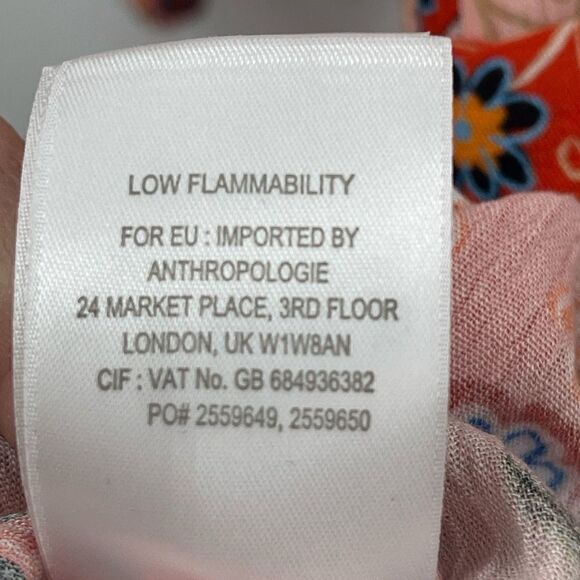 LOW FLAMMABILITY
FOR EU : IMPORTED BY
ANTHROPOLOGIE
24 MARKET PLACE, 3RD FLOOR
LONDON, UK W1W8AN
CIF : VAT No. GB 684936382
PO# 2559649, 2559650